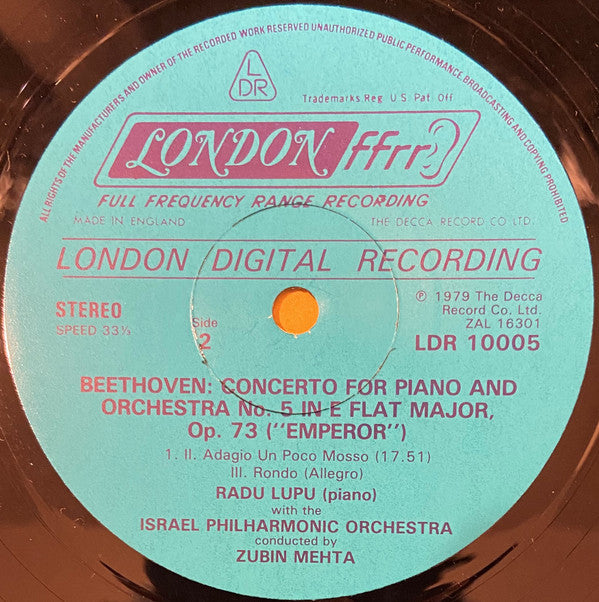 ALL RIGHTS OF THE MANUFACTURERS AND OWNER OF THE RECORDED WORK RESERVED UNAUTHORIZED PUBLIC PERFORMANCE, BROADCASTING AND COPYING PROHIBITED
L
DR
Trademarks Reg. U.S. Pat. Off
LONDON ffrr
FULL FREQUENCY RANGE RECORDING
MADE IN ENGLAND THE DECCA RECORD CO LTD.
LONDON DIGITAL RECORDING
STEREO
SPEED 33⅓
Side
2
℗ 1979 The Decca
Record Co. Ltd.
ZAL 16301
LDR 10005
BEETHOVEN: CONCERTO FOR PIANO AND
ORCHESTRA No. 5 IN E FLAT MAJOR,
Op. 73 (''EMPEROR'')
1. II. Adagio Un Poco Mosso (17.51)
III. Rondo (Allegro)
RADU LUPU (piano)
with the
ISRAEL PHILHARMONIC ORCHESTRA
conducted by
ZUBIN MEHTA